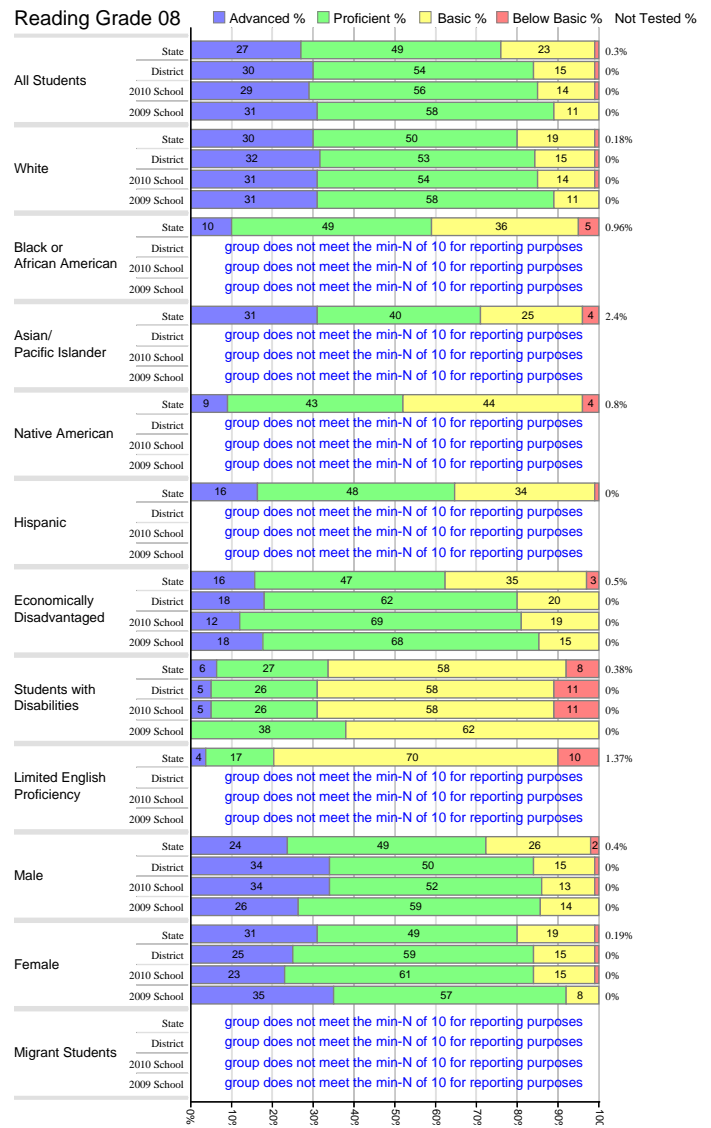 Reading Grade 08 Advanced % Proficient % Basic % Below Basic % Not Tested %
All Students
State 27 49 23 0.3%
District 30 54 15 0%
2010 School 29 56 14 0%
2009 School 31 58 11 0%
White
State 30 50 19 0.18%
District 32 53 15 0%
2010 School 31 54 14 0%
2009 School 31 58 11 0%
Black or
African American
State 10 49 36 5 0.96%
District group does not meet the min-N of 10 for reporting purposes
2010 School group does not meet the min-N of 10 for reporting purposes
2009 School group does not meet the min-N of 10 for reporting purposes
Asian/
Pacific Islander
State 31 40 25 4 2.4%
District group does not meet the min-N of 10 for reporting purposes
2010 School group does not meet the min-N of 10 for reporting purposes
2009 School group does not meet the min-N of 10 for reporting purposes
Native American
State 9 43 44 4 0.8%
District group does not meet the min-N of 10 for reporting purposes
2010 School group does not meet the min-N of 10 for reporting purposes
2009 School group does not meet the min-N of 10 for reporting purposes
Hispanic
State 16 48 34 0%
District group does not meet the min-N of 10 for reporting purposes
2010 School group does not meet the min-N of 10 for reporting purposes
2009 School group does not meet the min-N of 10 for reporting purposes
Economically
Disadvantaged
State 16 47 35 3 0.5%
District 18 62 20 0%
2010 School 12 69 19 0%
2009 School 18 68 15 0%
Students with
Disabilities
State 6 27 58 8 0.38%
District 5 26 58 11 0%
2010 School 5 26 58 11 0%
2009 School 38 62 0%
Limited English
Proficiency
State 4 17 70 10 1.37%
District group does not meet the min-N of 10 for reporting purposes
2010 School group does not meet the min-N of 10 for reporting purposes
2009 School group does not meet the min-N of 10 for reporting purposes
Male
State 24 49 26 2 0.4%
District 34 50 15 0%
2010 School 34 52 13 0%
2009 School 26 59 14 0%
Female
State 31 49 19 0.19%
District 25 59 15 0%
2010 School 23 61 15 0%
2009 School 35 57 8 0%
Migrant Students
State group does not meet the min-N of 10 for reporting purposes
District group does not meet the min-N of 10 for reporting purposes
2010 School group does not meet the min-N of 10 for reporting purposes
2009 School group does not meet the min-N of 10 for reporting purposes
0% 10% 20% 30% 40% 50% 60% 70% 80% 90%